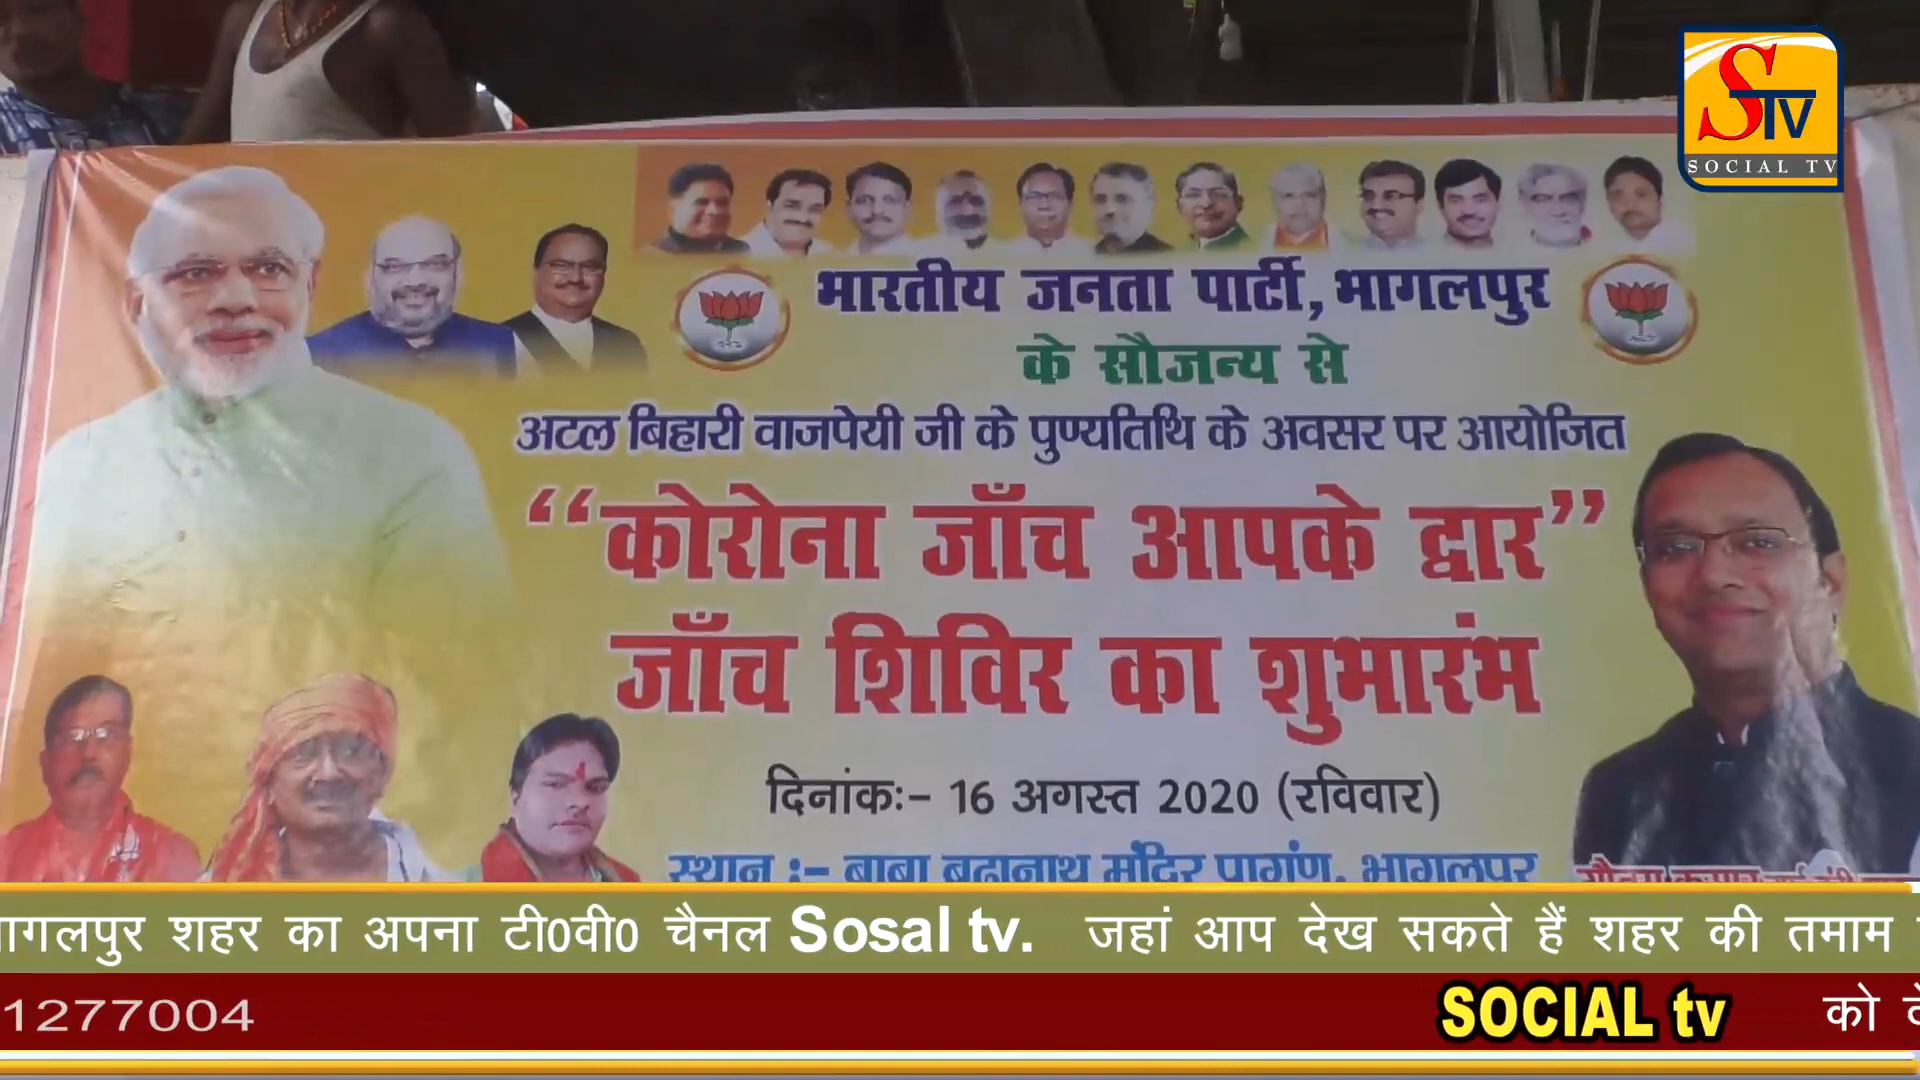 STV
SOCIAL TV
भारतीय जनता पार्टी, भागलपुर
के सौजन्य से
अटल बिहारी वाजपेयी जी के पुण्यतिथि के अवसर पर आयोजित
“कोरोना जाँच आपके द्वार”
जाँच शिविर का शुभारंभ
दिनांकः– 16 अगस्त 2020 (रविवार)
स्थान :– बाबा बुढ़ानाथ मंदिर प्रागंण, भागलपुर
भागलपुर शहर का अपना टी0वी0 चैनल Sosal tv. जहां आप देख सकते हैं शहर की तमाम
1277004 SOCIAL tv को